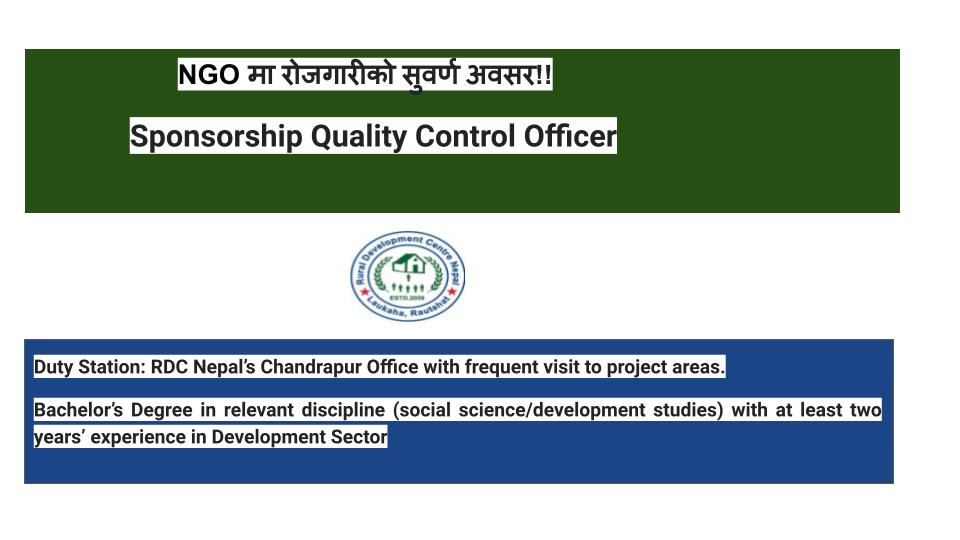 NGO मा रोजगारीको सुवर्ण अवसर!!
Sponsorship Quality Control Officer
Rural Development Centre Nepal
ESTD.2059
Laukaha, Rautahat
Duty Station: RDC Nepal’s Chandrapur Office with frequent visit to project areas.
Bachelor’s Degree in relevant discipline (social science/development studies) with at least two
years’ experience in Development Sector